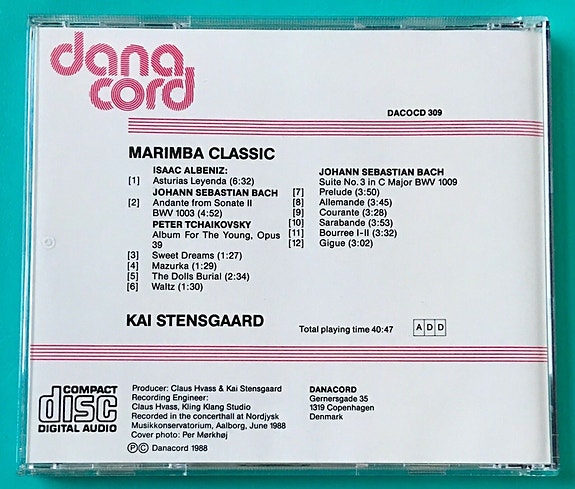 dana
cord
DACOCD 309
MARIMBA CLASSIC
ISAAC ALBENIZ:
[1] Asturias Leyenda (6:32)
JOHANN SEBASTIAN BACH
[2] Andante from Sonate II
BWV 1003 (4:52)
PETER TCHAIKOVSKY
Album For The Young, Opus
39
[3] Sweet Dreams (1:27)
[4] Mazurka (1:29)
[5] The Dolls Burial (2:34)
[6] Waltz (1:30)
JOHANN SEBASTIAN BACH
Suite No. 3 in C Major BWV 1009
[7] Prelude (3:50)
[8] Allemande (3:45)
[9] Courante (3:28)
[10] Sarabande (3:53)
[11] Bourree I-II (3:32)
[12] Gigue (3:02)
KAI STENSGAARD
Total playing time 40:47
A D D
COMPACT
disc
DIGITAL AUDIO
Producer: Claus Hvass & Kai Stensgaard
Recording Engineer:
Claus Hvass, Kling Klang Studio
Recorded in the concerthall at Nordjysk
Musikkonservatorium, Aalborg, June 1988
Cover photo: Per Mørkhøj
Ⓟ© Danacord 1988
DANACORD
Gernersgade 35
1319 Copenhagen
Denmark